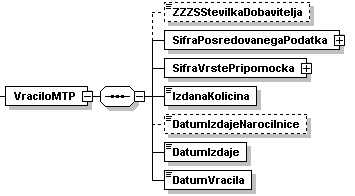 ZZZSStevilkaDobavitelja
SifraPosredovanegaPodatka
SifraVrstePripomocka
VraciloMTP
IzdanaKolicina
DatumIzdajeNarocilnice
DatumIzdaje
DatumVracila